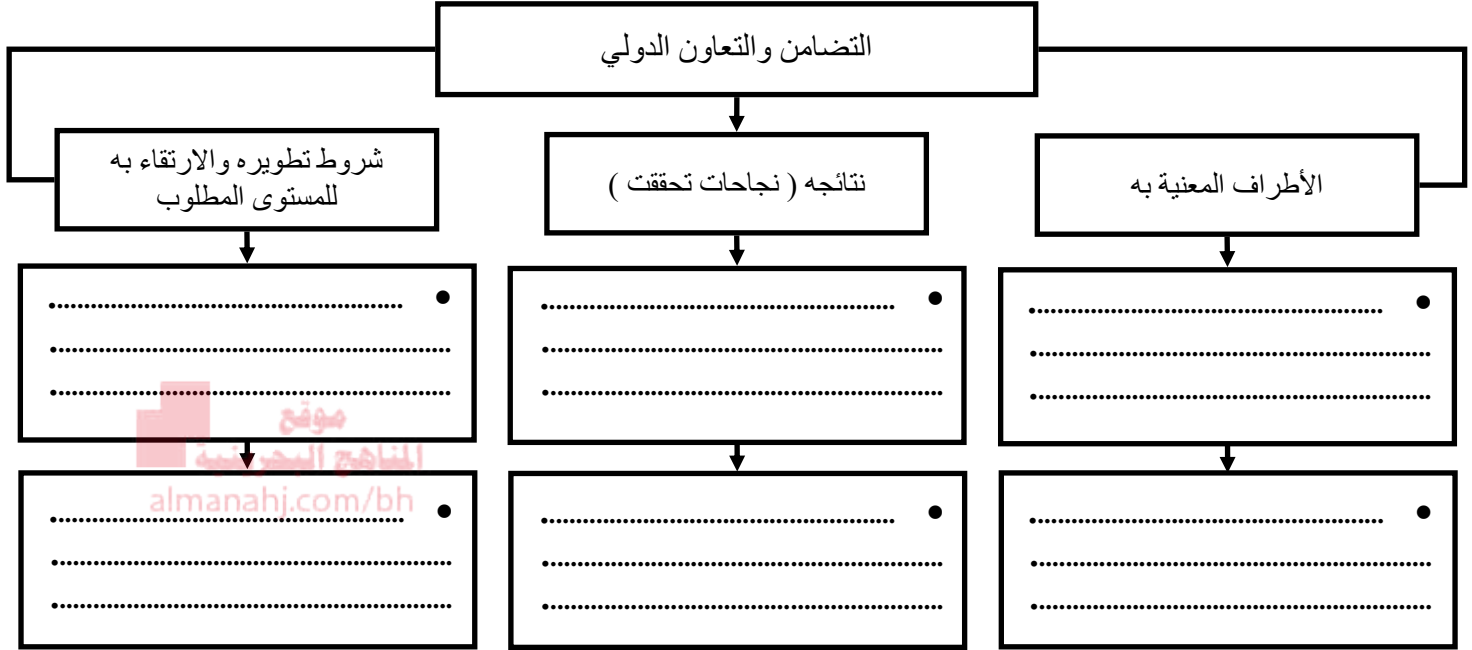 التضامن والتعاون الدولي
الأطراف المعنية به
نتائجه ( نجاحات تحققت )
شروط تطويره والارتقاء به
للمستوى المطلوب
• ..................................................
..................................................
..................................................
• ..................................................
..................................................
..................................................
• ..................................................
..................................................
..................................................
• ..................................................
..................................................
..................................................
• ..................................................
..................................................
..................................................
• ..................................................
..................................................
..................................................
موقع
المناهج البحرينية
almanahj.com/bh